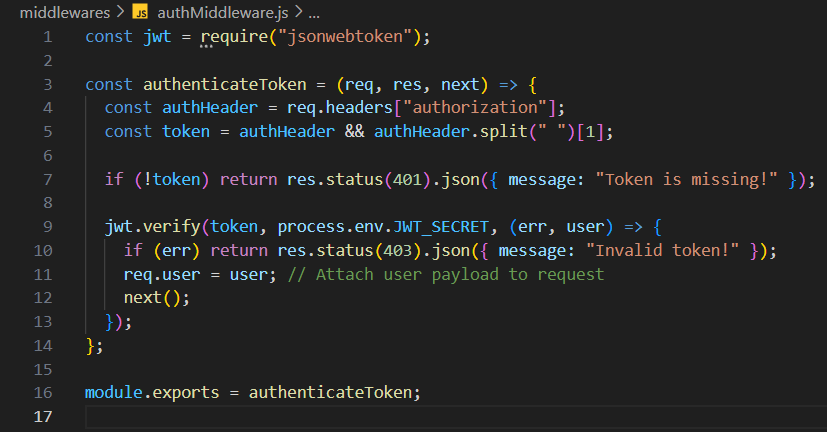 middlewares > JS authMiddleware.js > ...
1 const jwt = require("jsonwebtoken");
2
3 const authenticateToken = (req, res, next) => {
4   const authHeader = req.headers["authorization"];
5   const token = authHeader && authHeader.split(" ")[1];
6
7   if (!token) return res.status(401).json({ message: "Token is missing!" });
8
9   jwt.verify(token, process.env.JWT_SECRET, (err, user) => {
10     if (err) return res.status(403).json({ message: "Invalid token!" });
11     req.user = user; // Attach user payload to request
12     next();
13   });
14 };
15
16 module.exports = authenticateToken;
17